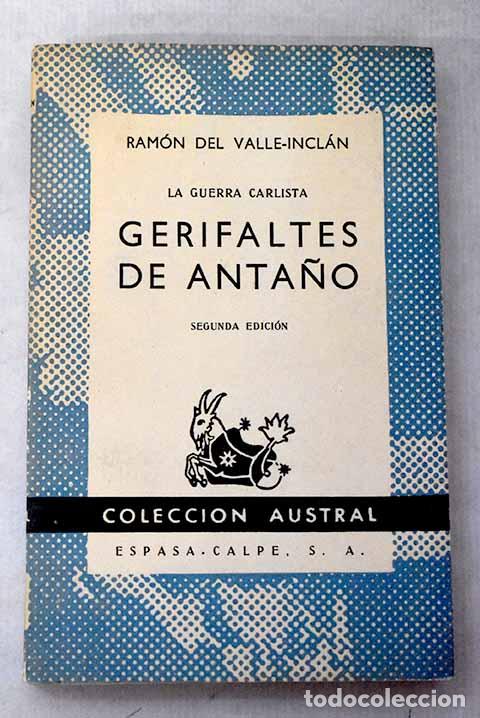 RAMÓN DEL VALLE-INCLÁN
LA GUERRA CARLISTA
GERIFALTES
DE ANTAÑO
SEGUNDA EDICIÓN
COLECCION AUSTRAL
ESPASA-CALPE, S. A.
todocoleccion